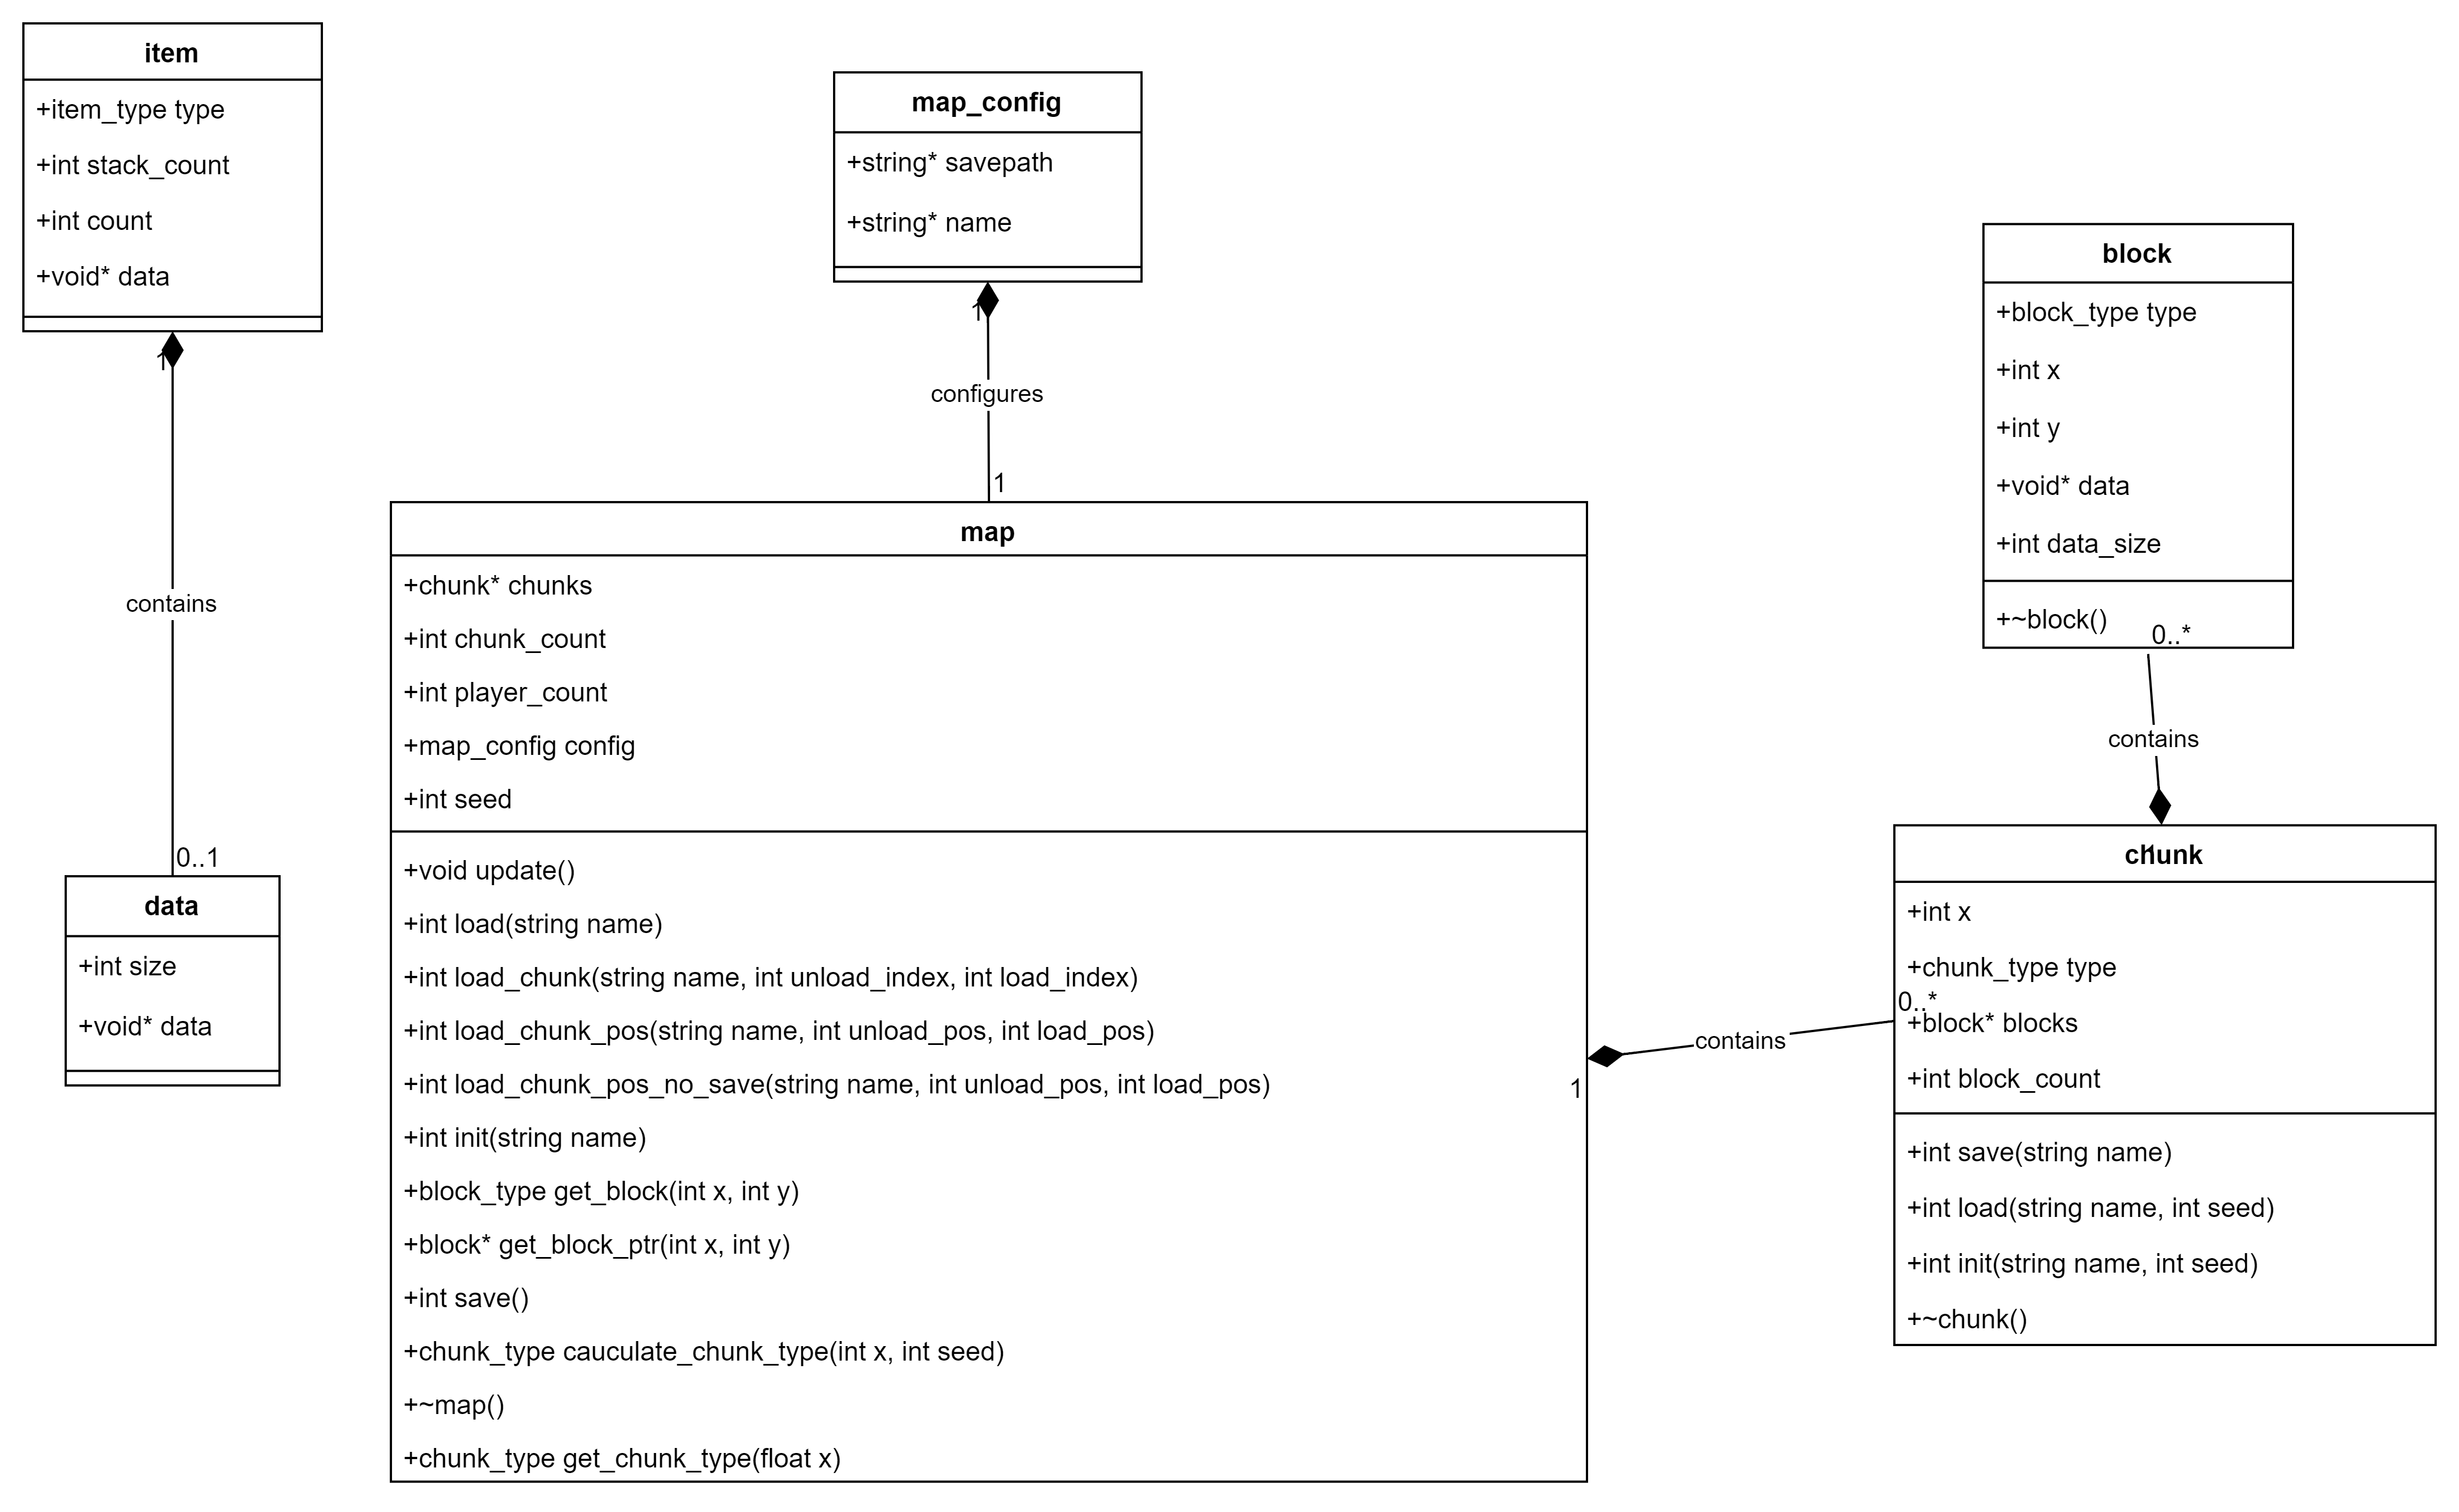 item
+item_type type
+int stack_count
+int count
+void* data
1
contains
0..1
data
+int size
+void* data
map_config
+string* savepath
+string* name
1
configures
1
map
+chunk* chunks
+int chunk_count
+int player_count
+map_config config
+int seed
+void update()
+int load(string name)
+int load_chunk(string name, int unload_index, int load_index)
+int load_chunk_pos(string name, int unload_pos, int load_pos)
+int load_chunk_pos_no_save(string name, int unload_pos, int load_pos)
+int init(string name)
+block_type get_block(int x, int y)
+block* get_block_ptr(int x, int y)
+int save()
+chunk_type cauculate_chunk_type(int x, int seed)
+~map()
+chunk_type get_chunk_type(float x)
1
contains
0..*
block
+block_type type
+int x
+int y
+void* data
+int data_size
+~block()
0..*
contains
1
chunk
+int x
+chunk_type type
+block* blocks
+int block_count
+int save(string name)
+int load(string name, int seed)
+int init(string name, int seed)
+~chunk()